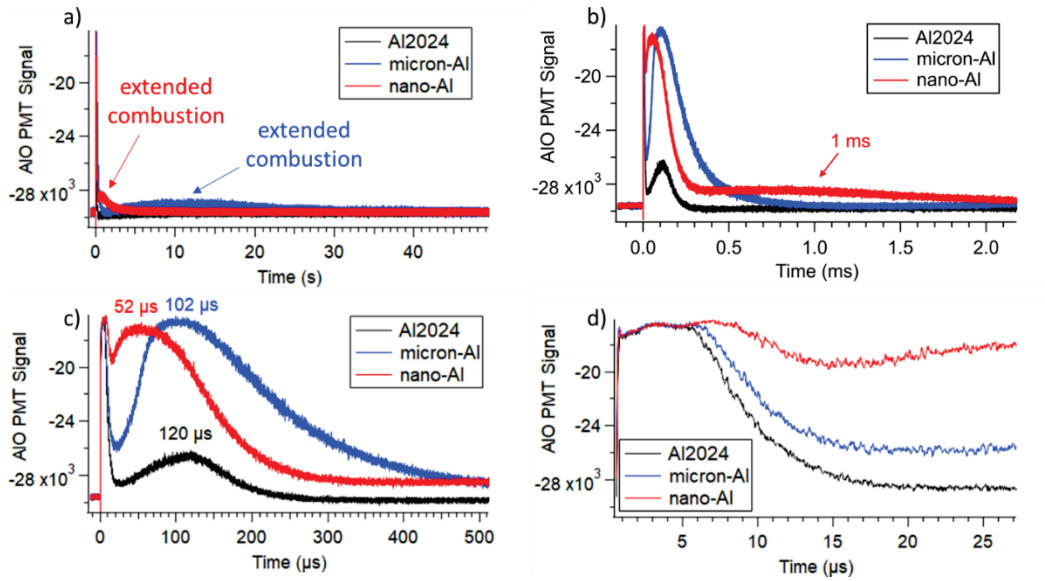 a)
AlO PMT Signal
-20
-24
-28 x10³
Al2024
micron-Al
nano-Al
extended
combustion
extended
combustion
0
10
20
30
40
Time (s)
b)
AlO PMT Signal
-20
-24
-28 x10³
Al2024
micron-Al
nano-Al
1 ms
0.0
0.5
1.0
1.5
2.0
Time (ms)
c)
AlO PMT Signal
-20
-24
-28 x10³
52 µs
102 µs
120 µs
Al2024
micron-Al
nano-Al
0
100
200
300
400
500
Time (µs)
d)
AlO PMT Signal
-20
-24
-28 x10³
Al2024
micron-Al
nano-Al
5
10
15
20
25
Time (µs)